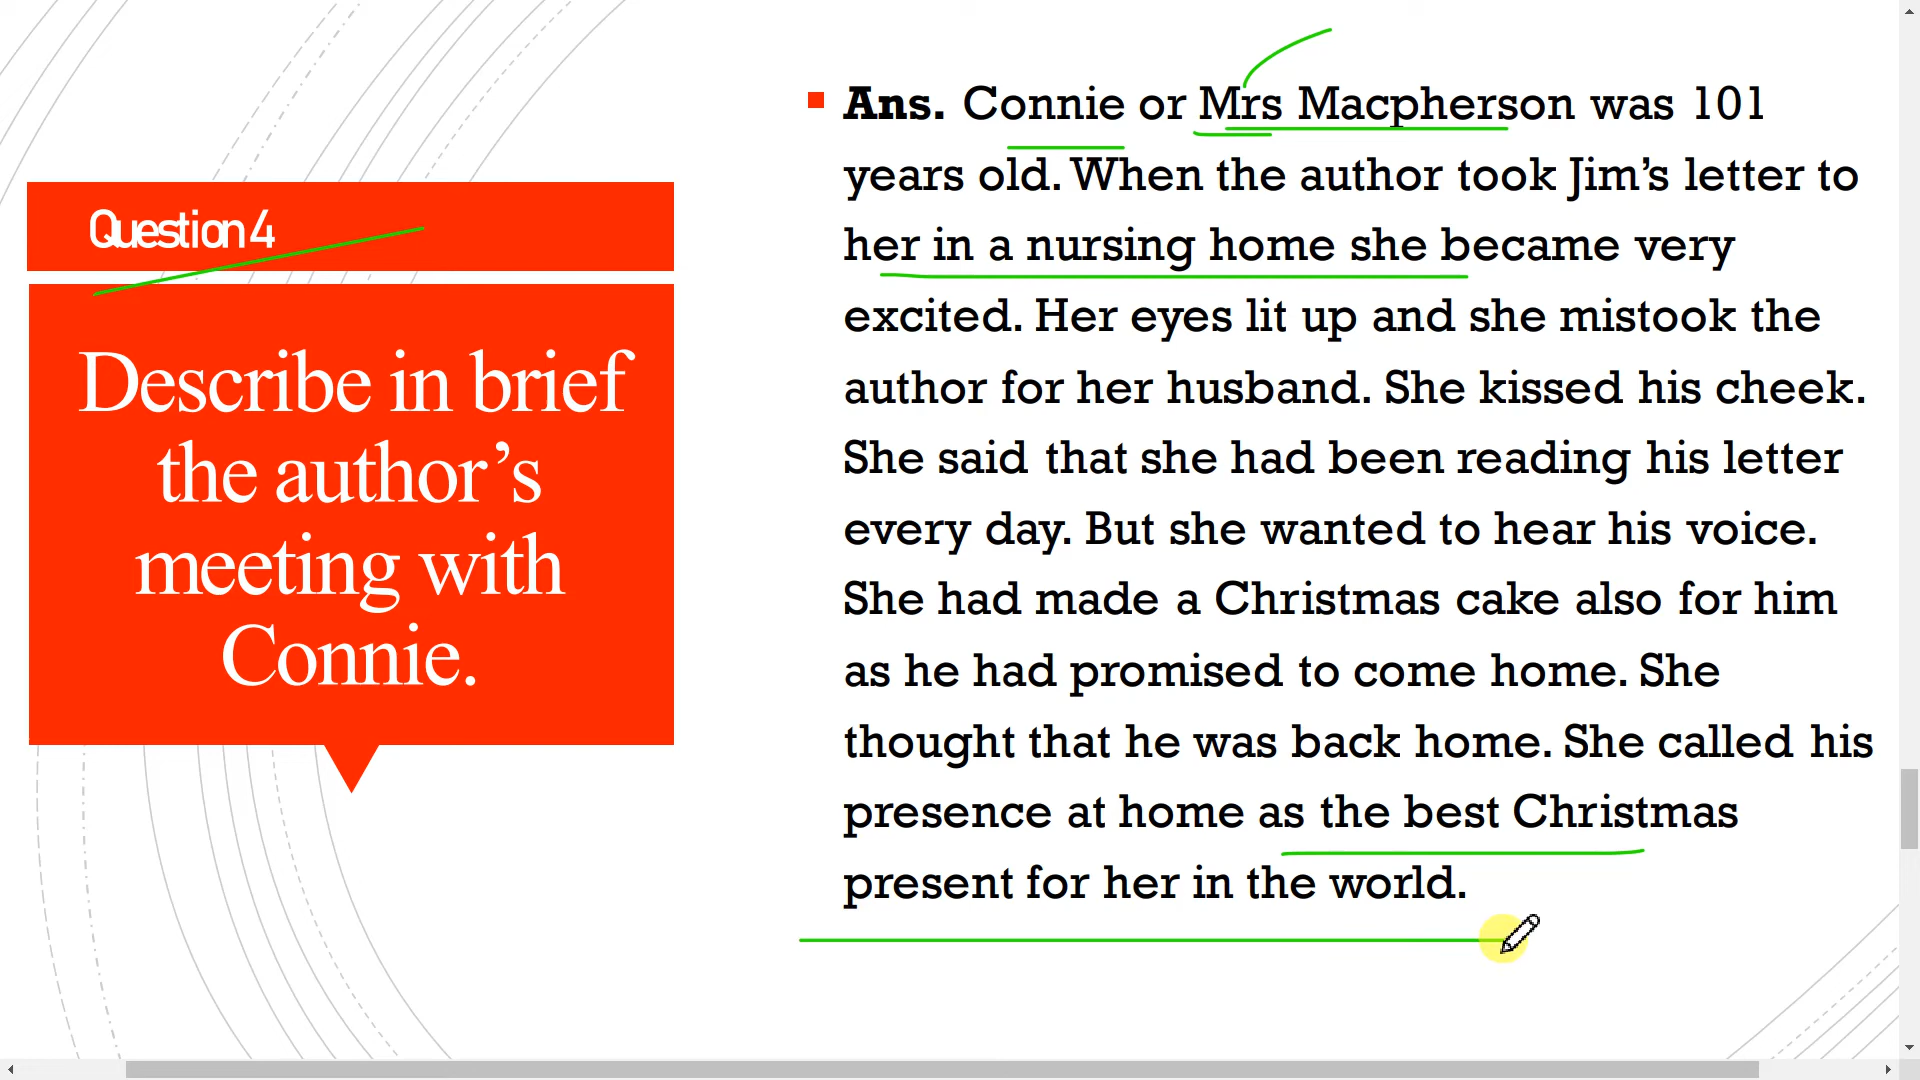 Question 4
Describe in brief
the author’s
meeting with
Connie.
Ans. Connie or Mrs Macpherson was 101
years old. When the author took Jim’s letter to
her in a nursing home she became very
excited. Her eyes lit up and she mistook the
author for her husband. She kissed his cheek.
She said that she had been reading his letter
every day. But she wanted to hear his voice.
She had made a Christmas cake also for him
as he had promised to come home. She
thought that he was back home. She called his
presence at home as the best Christmas
present for her in the world.